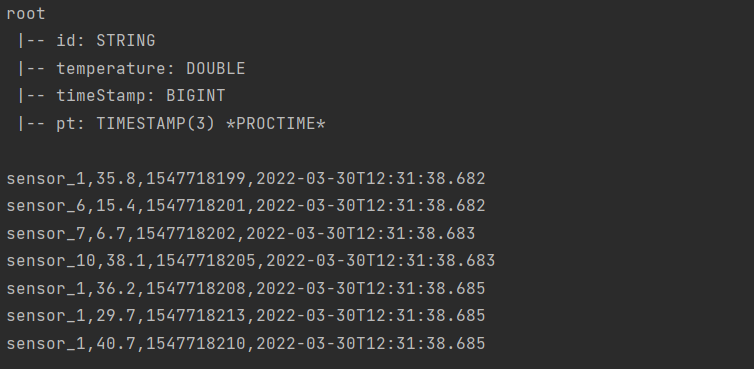 root
 |-- id: STRING
 |-- temperature: DOUBLE
 |-- timeStamp: BIGINT
 |-- pt: TIMESTAMP(3) *PROCTIME*

sensor_1,35.8,1547718199,2022-03-30T12:31:38.682
sensor_6,15.4,1547718201,2022-03-30T12:31:38.682
sensor_7,6.7,1547718202,2022-03-30T12:31:38.683
sensor_10,38.1,1547718205,2022-03-30T12:31:38.683
sensor_1,36.2,1547718208,2022-03-30T12:31:38.685
sensor_1,29.7,1547718213,2022-03-30T12:31:38.685
sensor_1,40.7,1547718210,2022-03-30T12:31:38.685